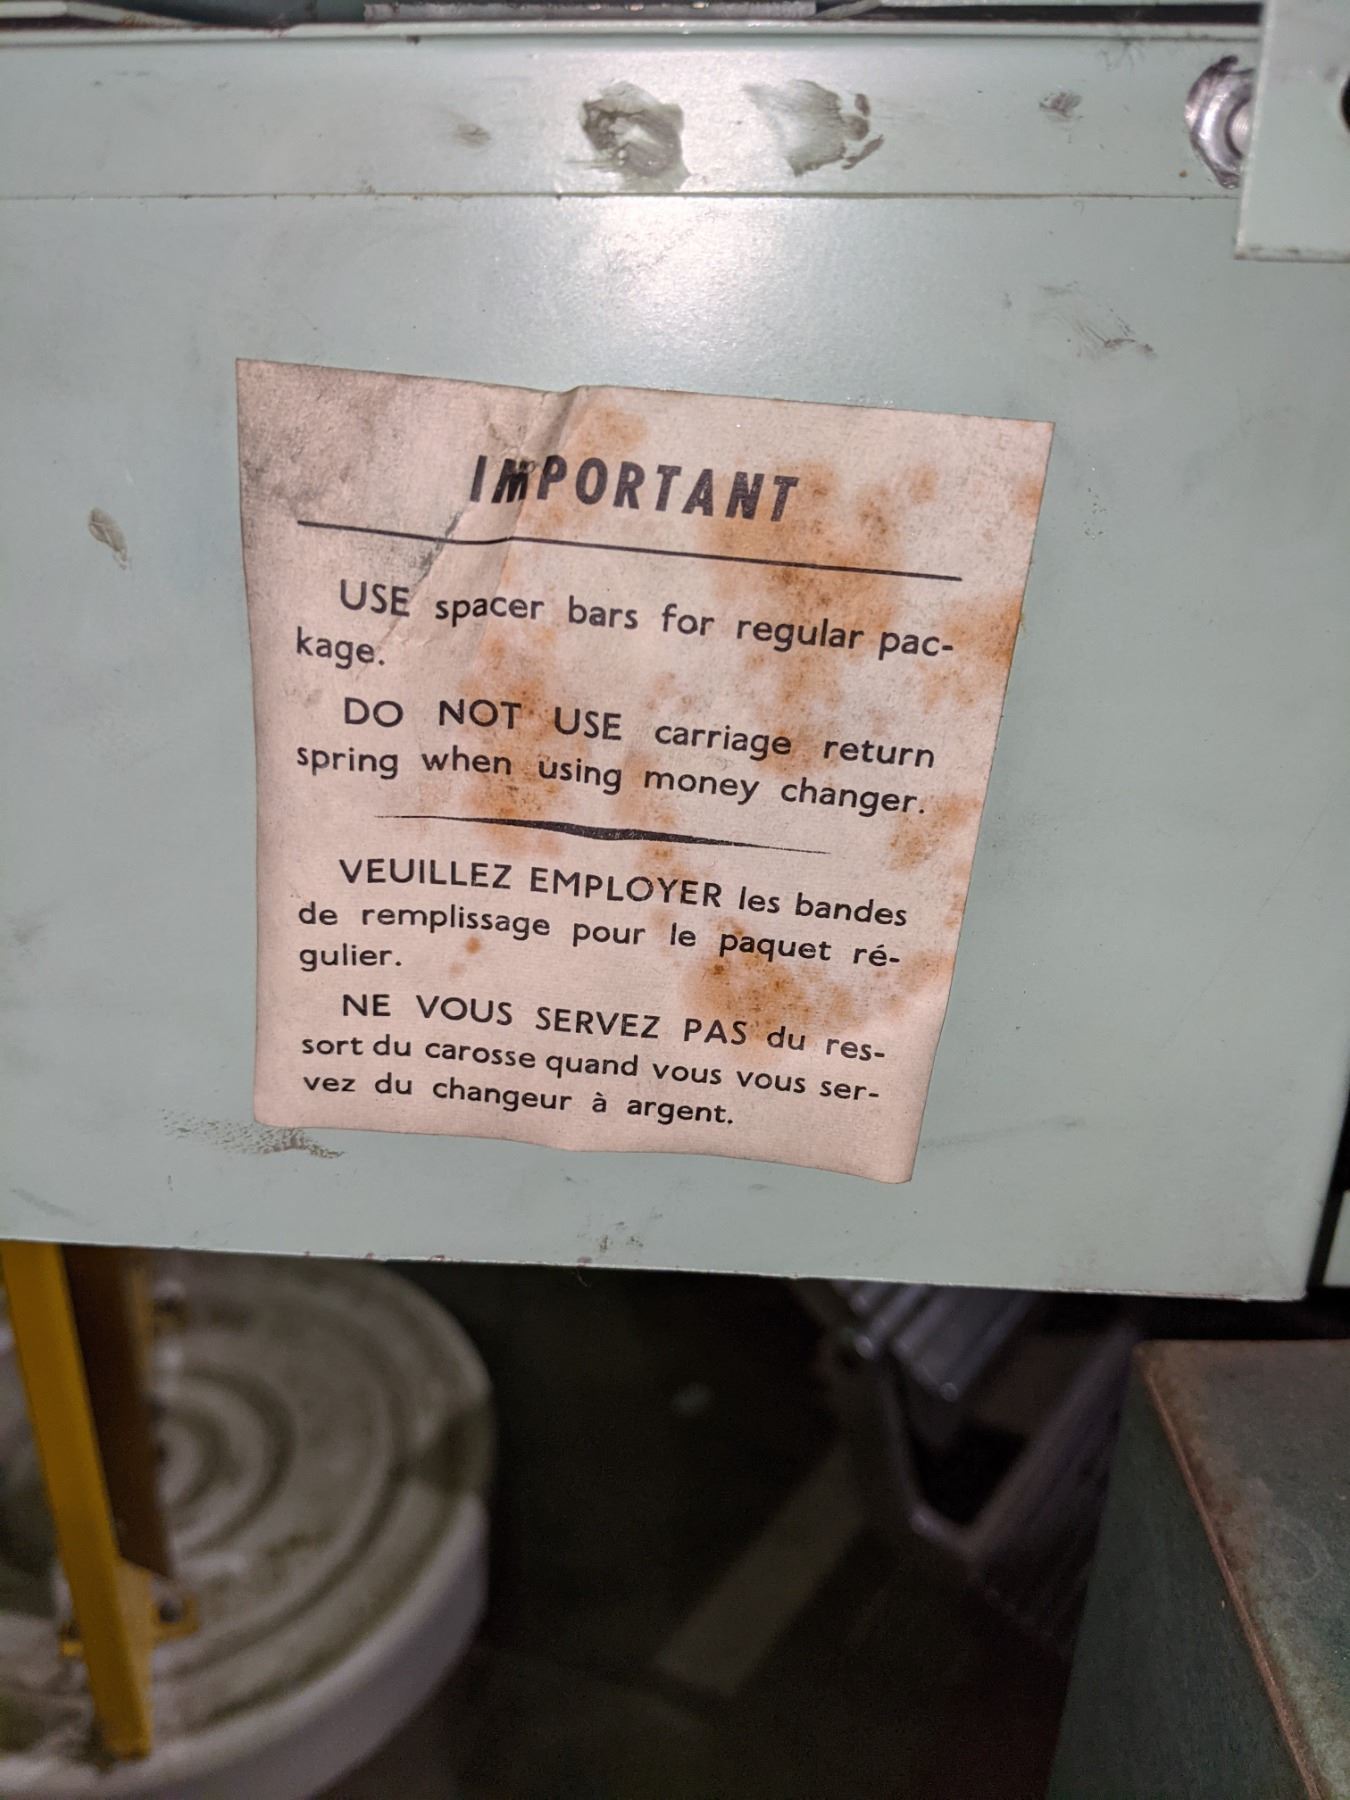 IMPORTANT
USE spacer bars for regular pac-
kage.
DO NOT USE carriage return
spring when using money changer.
VEUILLEZ EMPLOYER les bandes
de remplissage pour le paquet ré-
gulier.
NE VOUS SERVEZ PAS du res-
sort du carosse quand vous vous ser-
vez du changeur à argent.